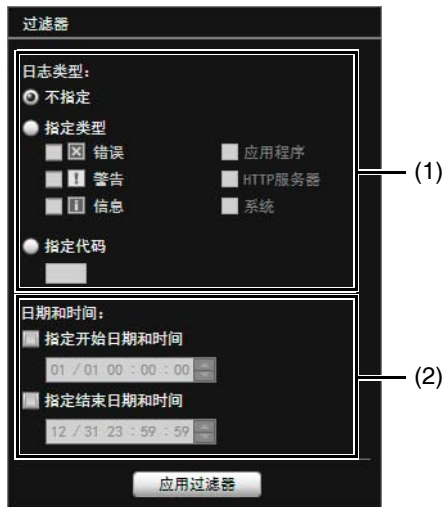 过滤器
日志类型：
不指定
指定类型
错误 应用程序
警告 HTTP服务器
信息 系统
指定代码
(1)
日期和时间：
指定开始日期和时间
01 / 01 00 : 00 : 00
指定结束日期和时间
12 / 31 23 : 59 : 59
(2)
应用过滤器